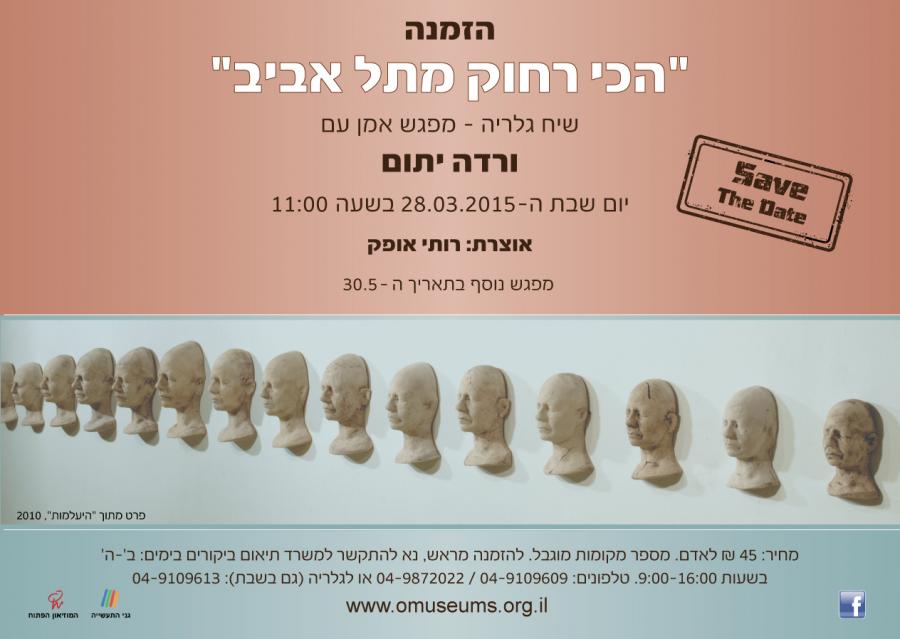 הזמנה
"הכי רחוק מתל אביב"
שיח גלריה - מפגש אמן עם
ורדה יתום
יום שבת ה-28.03.2015 בשעה 11:00
אוצרת: רותי אופק
מפגש נוסף בתאריך ה -30.5
Save
The Date
פרט מתוך "היעלמות", 2010
מחיר: 45 ₪ לאדם. מספר מקומות מוגבל. להזמנה מראש, נא להתקשר למשרד תיאום ביקורים בימים: ב'-ה'
בשעות 9:00-16:00. טלפונים: 04-9109609 / 04-9872022 או לגלריה (גם בשבת): 04-9109613
www.omuseums.org.il
המוזיאון הפתוח
גני התעשייה
f